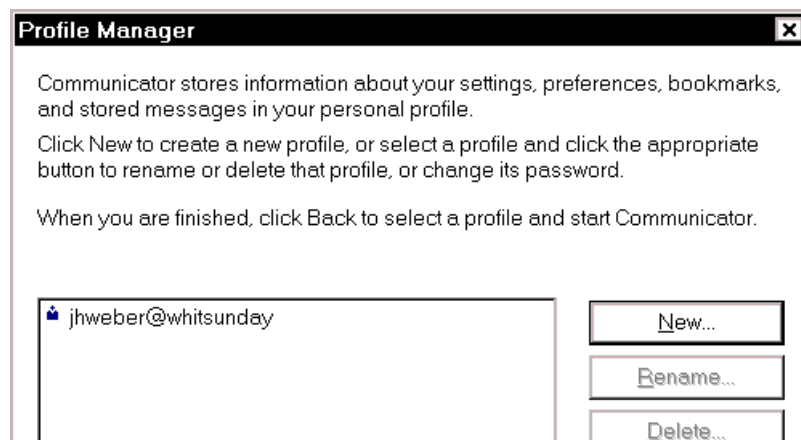 Profile Manager
Communicator stores information about your settings, preferences, bookmarks,
and stored messages in your personal profile.
Click New to create a new profile, or select a profile and click the appropriate
button to rename or delete that profile, or change its password.
When you are finished, click Back to select a profile and start Communicator.
jhweber@whitsunday
New...
Rename...
Delete...